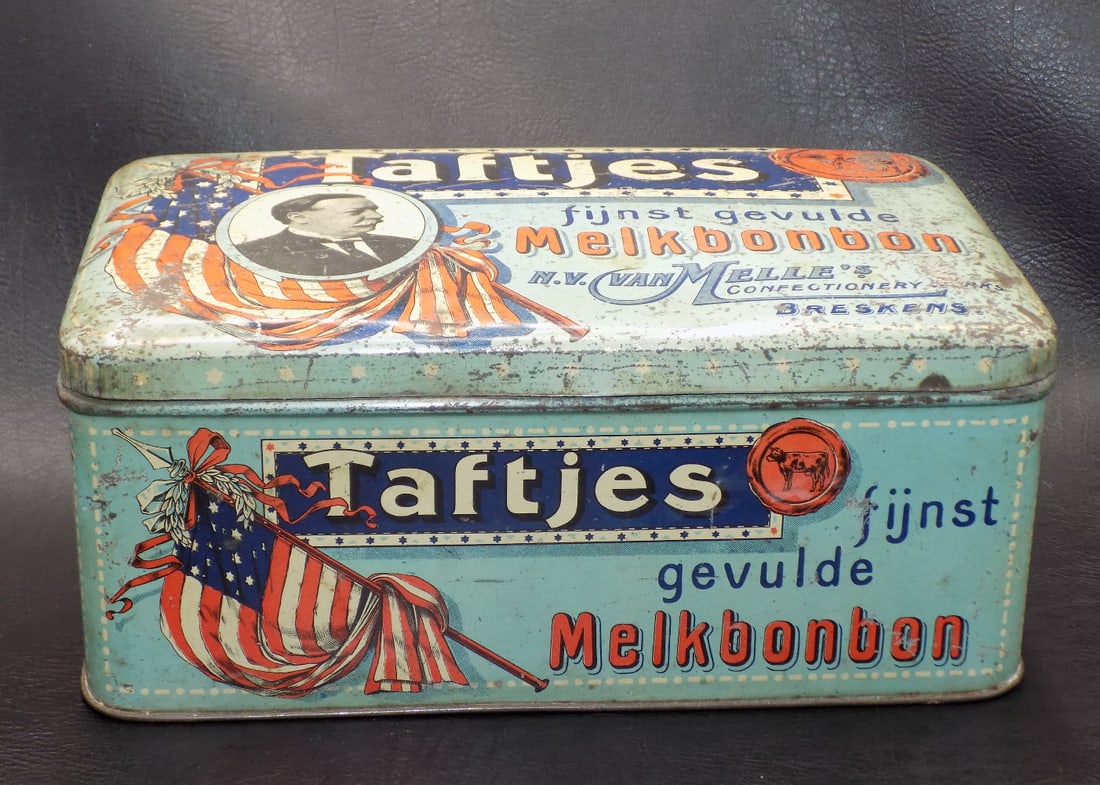 Taftjes
fijnst gevulde
Melkbonbon
N.V. C VAN MELLE'S
CONFECTIONERY
BRESKENS
Taftjes
fijnst
gevulde
Melkbonbon